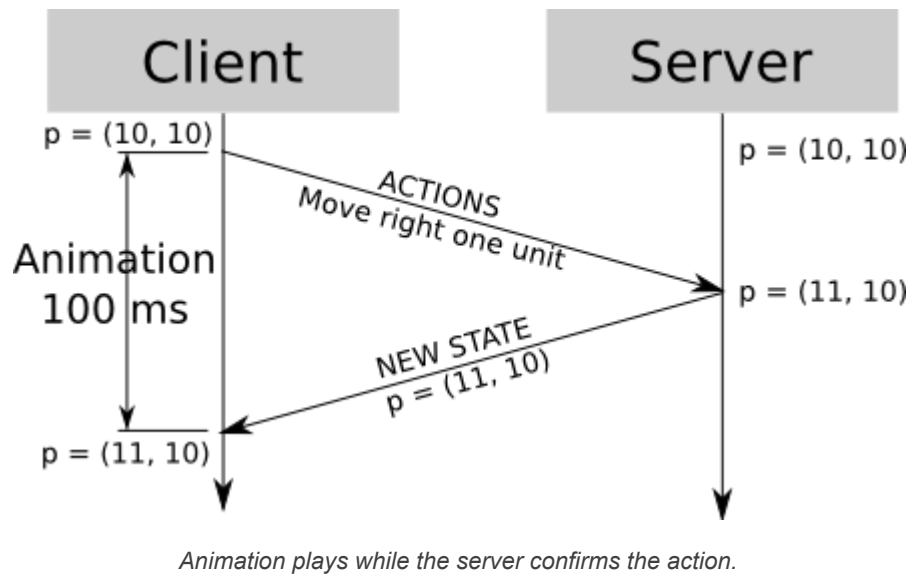 Client
Server
p = (10, 10)
p = (10, 10)
ACTIONS
Move right one unit
Animation
100 ms
p = (11, 10)
NEW STATE
p = (11, 10)
p = (11, 10)
Animation plays while the server confirms the action.